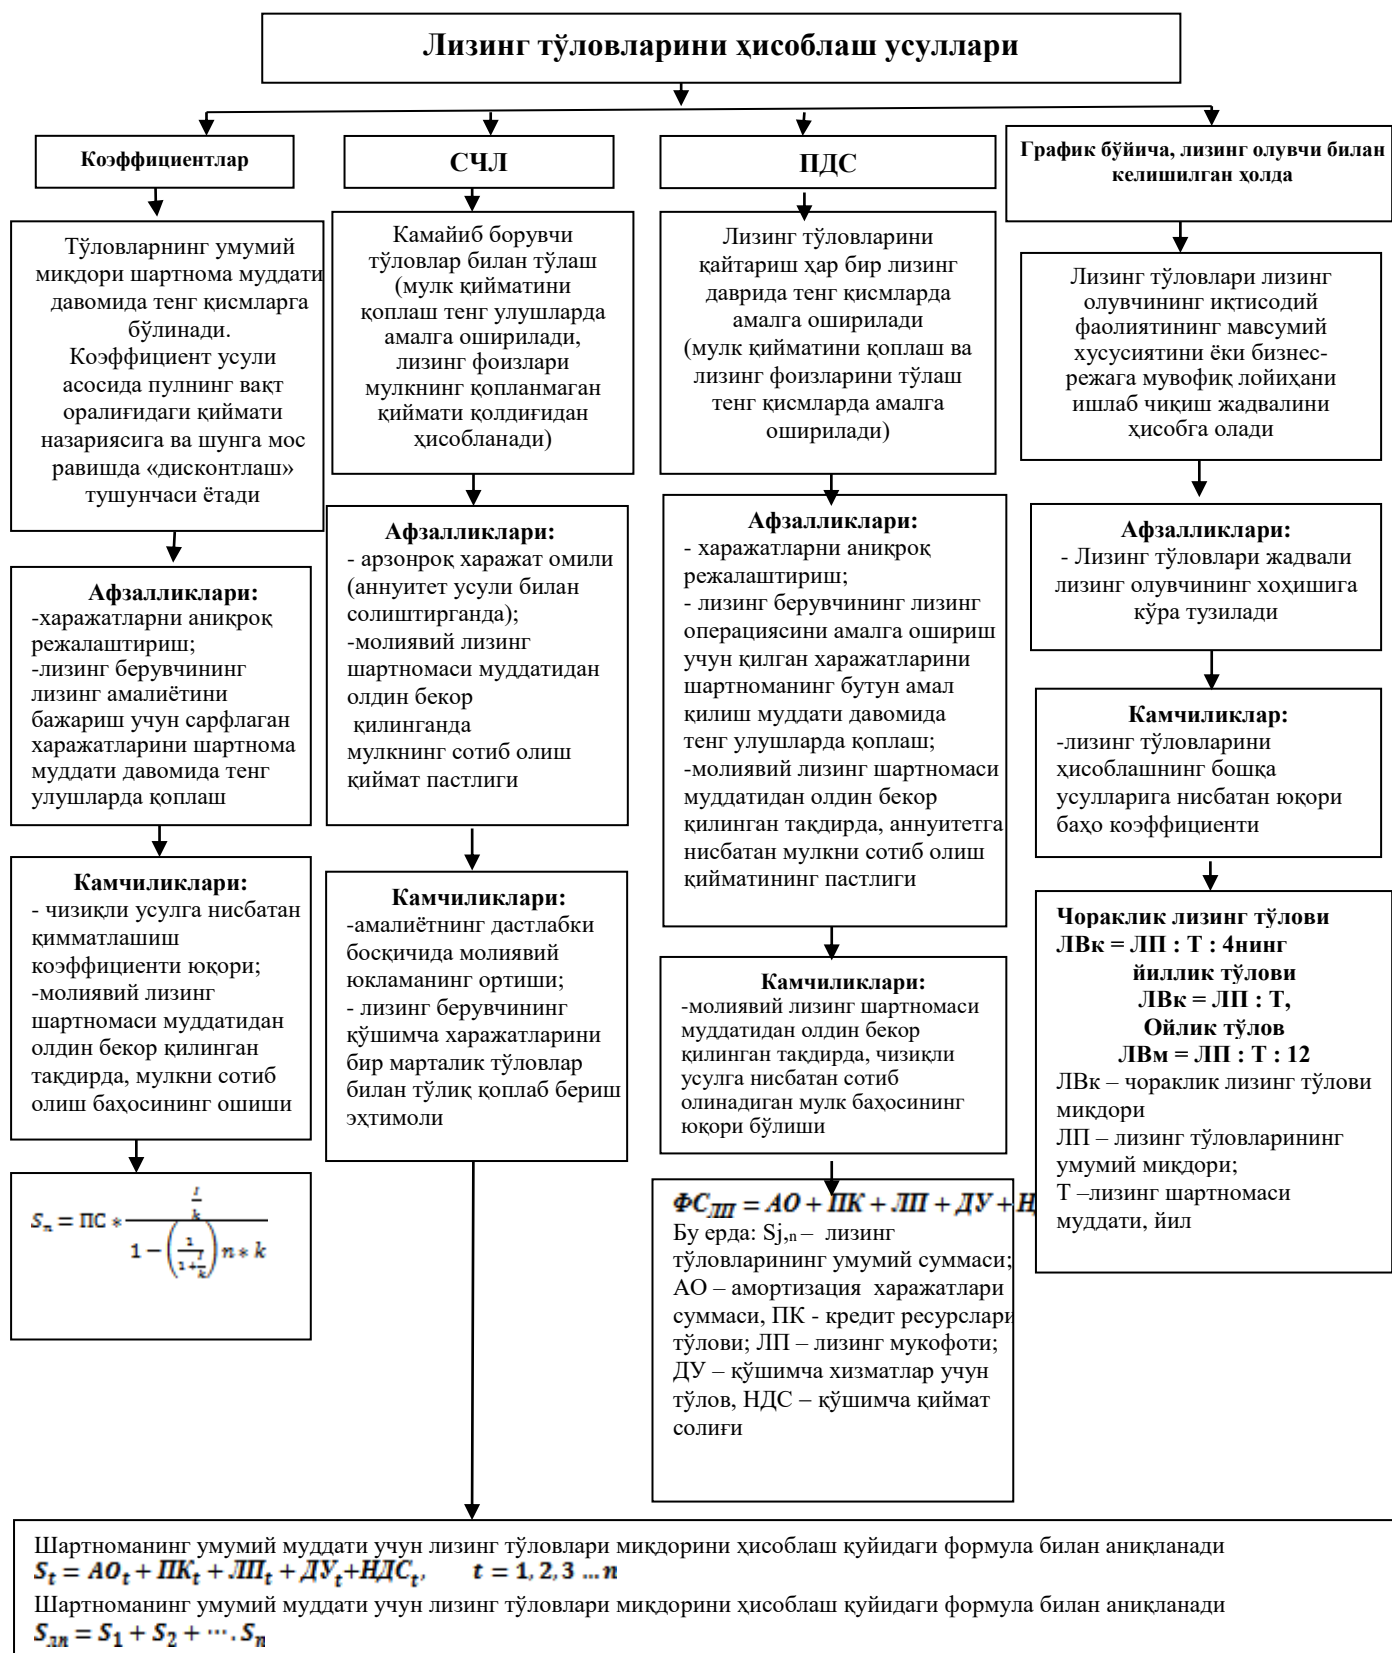 Лизинг тўловларини ҳисоблаш усуллари
Коэффициентлар
Тўловларнинг умумий
миқдори шартнома муддати
давомида тенг қисмларга
бўлинади.
Коэффициент усули
асосида пулнинг вақт
оралиғидаги қиймати
назариясига ва шунга мос
равишда «дисконтлаш»
тушунчаси ётади
Афзалликлари:
-харажатларни аниқроқ
режалаштириш;
-лизинг берувчининг
лизинг амалиётини
бажариш учун сарфлаган
харажатларини шартнома
муддати давомида тенг
улушларда қоплаш
Камчиликлари:
- чизиқли усулга нисбатан
қимматлашиш
коэффициенти юқори;
-молиявий лизинг
шартномаси муддатидан
олдин бекор қилинган
тақдирда, мулкни сотиб
олиш баҳосининг ошиши
S_n = ПС * (I/k) / (1 − (1/(1+I/k)) n * k)
СЧЛ
Камайиб борувчи
тўловлар билан тўлаш
(мулк қийматини
қоплаш тенг улушларда
амалга оширилади,
лизинг фоизлари
мулкнинг қопланмаган
қиймати қолдиғидан
ҳисобланади)
Афзалликлари:
- арзонроқ харажат омили
(аннуитет усули билан
солиштирганда);
-молиявий лизинг
шартномаси муддатидан
олдин бекор
қилинганда
мулкнинг сотиб олиш
қиймат пастлиги
Камчиликлари:
-амалиётнинг дастлабки
босқичида молиявий
юкламанинг ортиши;
- лизинг берувчининг
қўшимча харажатларини
бир марталик тўловлар
билан тўлиқ қоплаб бериш
эҳтимоли
ПДС
Лизинг тўловларини
қайтариш ҳар бир лизинг
даврида тенг қисмларда
амалга оширилади
(мулк қийматини қоплаш ва
лизинг фоизларини тўлаш
тенг қисмларда амалга
оширилади)
Афзалликлари:
- харажатларни аниқроқ
режалаштириш;
- лизинг берувчининг лизинг
операциясини амалга ошириш
учун қилган харажатларини
шартноманинг бутун амал
қилиш муддати давомида
тенг улушларда қоплаш;
-молиявий лизинг шартномаси
муддатидан олдин бекор
қилинган тақдирда, аннуитетга
нисбатан мулкни сотиб олиш
қийматининг пастлиги
Камчиликлари:
-молиявий лизинг шартномаси
муддатидан олдин бекор
қилинган тақдирда, чизиқли
усулга нисбатан сотиб
олинадиган мулк баҳосининг
юқори бўлиши
ФС_ЛП = АО + ПК + ЛП + ДУ + Н
Бу ерда: Sj,n – лизинг
тўловларининг умумий суммаси;
АО – амортизация харажатлари
суммаси, ПК - кредит ресурслари
тўлови; ЛП – лизинг мукофоти;
ДУ – қўшимча хизматлар учун
тўлов, НДС – қўшимча қиймат
солиғи
График бўйича, лизинг олувчи билан
келишилган ҳолда
Лизинг тўловлари лизинг
олувчининг иқтисодий
фаолиятининг мавсумий
хусусиятини ёки бизнес-
режага мувофиқ лойиҳани
ишлаб чиқиш жадвалини
ҳисобга олади
Афзалликлари:
- Лизинг тўловлари жадвали
лизинг олувчининг хоҳишига
кўра тузилади
Камчиликлар:
-лизинг тўловларини
ҳисоблашнинг бошқа
усулларига нисбатан юқори
баҳо коэффициенти
Чораклик лизинг тўлови
ЛВк = ЛП : Т : 4нинг
йиллик тўлови
ЛВк = ЛП : Т,
Ойлик тўлов
ЛВм = ЛП : Т : 12
ЛВк – чораклик лизинг тўлови
миқдори
ЛП – лизинг тўловларининг
умумий миқдори;
Т –лизинг шартномаси
муддати, йил
Шартноманинг умумий муддати учун лизинг тўловлари миқдорини ҳисоблаш қуйидаги формула билан аниқланади
S_t = АО_t + ПК_t + ЛП_t + ДУ_t+НДС_t, t = 1, 2, 3 … n
Шартноманинг умумий муддати учун лизинг тўловлари миқдорини ҳисоблаш қуйидаги формула билан аниқланади
S_лп = S_1 + S_2 + ⋯. S_n